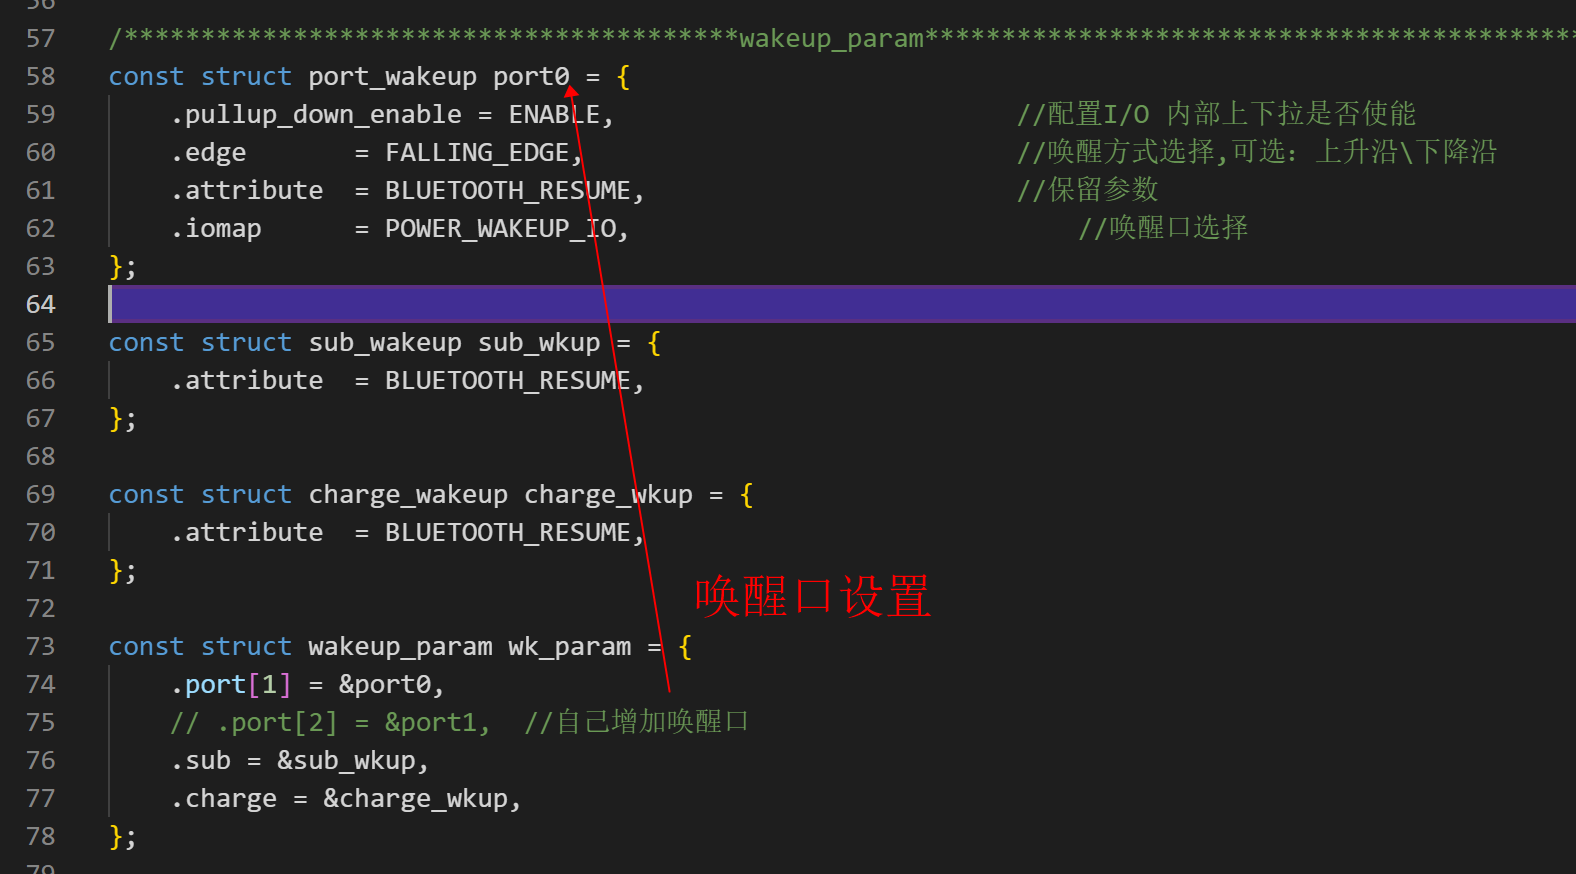 57 /****************************************wakeup_param******************************************
58 const struct port_wakeup port0 = {
59 .pullup_down_enable = ENABLE, //配置I/O 内部上下拉是否使能
60 .edge = FALLING_EDGE, //唤醒方式选择,可选: 上升沿\下降沿
61 .attribute = BLUETOOTH_RESUME, //保留参数
62 .iomap = POWER_WAKEUP_IO, //唤醒口选择
63 };
64
65 const struct sub_wakeup sub_wkup = {
66 .attribute = BLUETOOTH_RESUME,
67 };
68
69 const struct charge_wakeup charge_wkup = {
70 .attribute = BLUETOOTH_RESUME,
71 };
唤醒口设置
72
73 const struct wakeup_param wk_param = {
74 .port[1] = &port0,
75 // .port[2] = &port1, //自己增加唤醒口
76 .sub = &sub_wkup,
77 .charge = &charge_wkup,
78 };